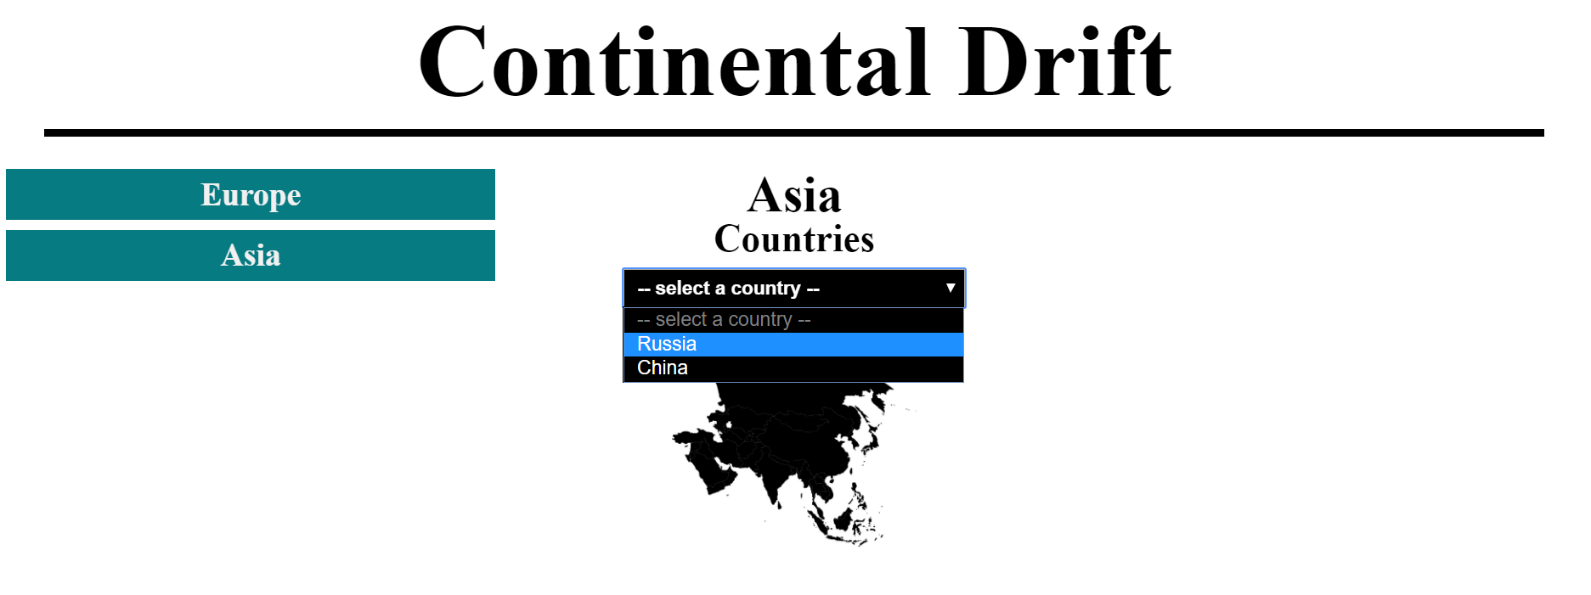 Continental Drift
Europe
Asia
Asia
Countries
-- select a country --
-- select a country --
Russia
China